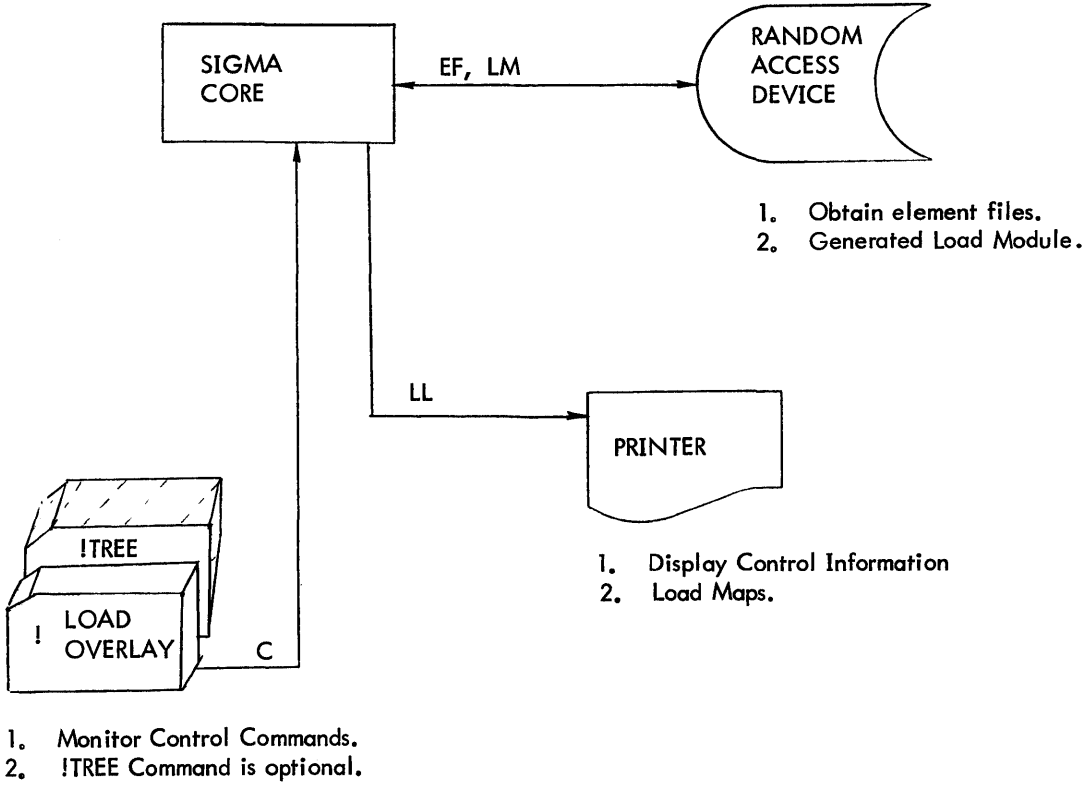 SIGMA
CORE
EF, LM
RANDOM
ACCESS
DEVICE
1. Obtain element files.
2. Generated Load Module.
LL
PRINTER
1. Display Control Information
2. Load Maps.
!TREE
! LOAD
OVERLAY
C
1. Monitor Control Commands.
2. !TREE Command is optional.